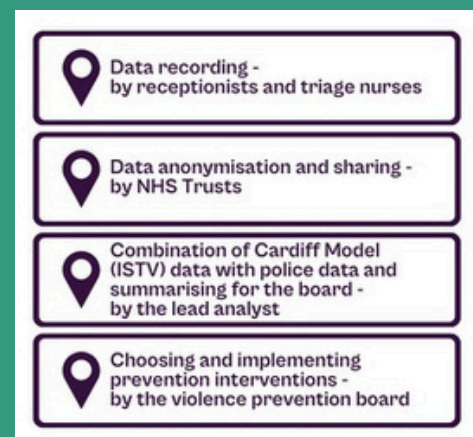 Data recording -
by receptionists and triage nurses
Data anonymisation and sharing -
by NHS Trusts
Combination of Cardiff Model
(ISTV) data with police data and
summarising for the board -
by the lead analyst
Choosing and implementing
prevention interventions -
by the violence prevention board